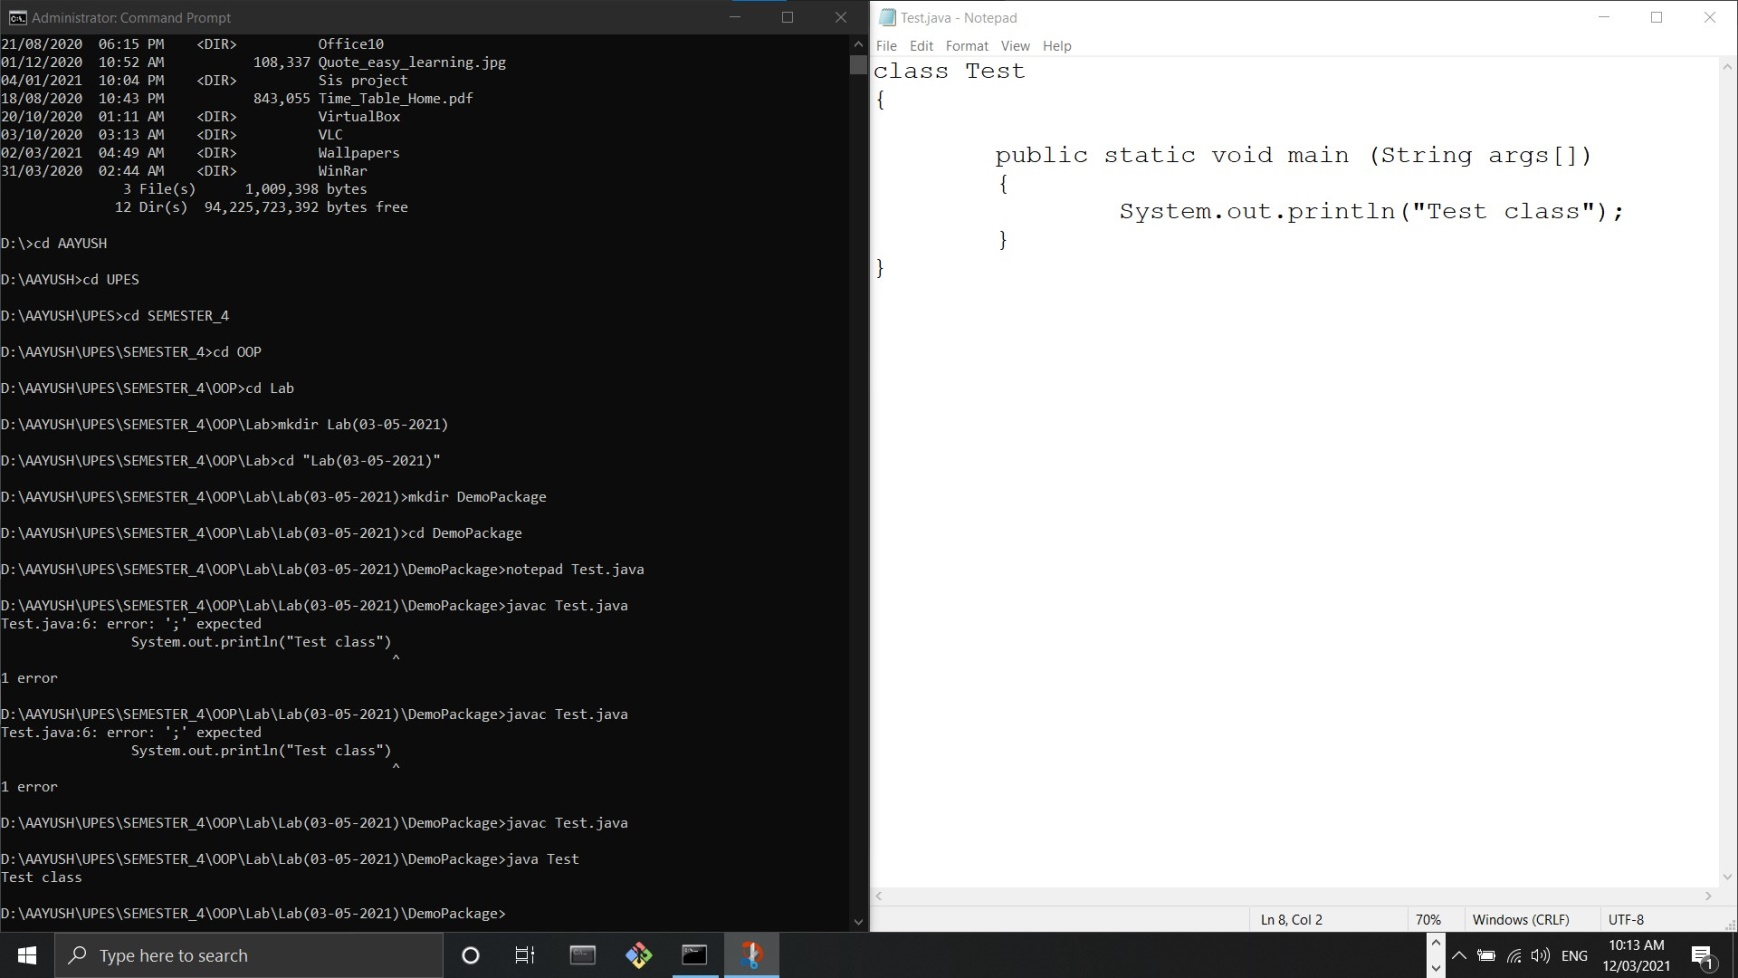 Administrator: Command Prompt
21/08/2020  06:15 PM    <DIR>          Office10
01/12/2020  10:52 AM           108,337 Quote_easy_learning.jpg
04/01/2021  10:04 PM    <DIR>          Sis project
18/08/2020  10:43 PM           843,055 Time_Table_Home.pdf
20/10/2020  01:11 AM    <DIR>          VirtualBox
03/10/2020  03:13 AM    <DIR>          VLC
02/03/2021  04:49 AM    <DIR>          Wallpapers
31/03/2020  02:44 AM    <DIR>          WinRar
3 File(s)      1,009,398 bytes
12 Dir(s)  94,225,723,392 bytes free
D:\>cd AAYUSH
D:\AAYUSH>cd UPES
D:\AAYUSH\UPES>cd SEMESTER_4
D:\AAYUSH\UPES\SEMESTER_4>cd OOP
D:\AAYUSH\UPES\SEMESTER_4\OOP>cd Lab
D:\AAYUSH\UPES\SEMESTER_4\OOP\Lab>mkdir Lab(03-05-2021)
D:\AAYUSH\UPES\SEMESTER_4\OOP\Lab>cd "Lab(03-05-2021)"
D:\AAYUSH\UPES\SEMESTER_4\OOP\Lab\Lab(03-05-2021)>mkdir DemoPackage
D:\AAYUSH\UPES\SEMESTER_4\OOP\Lab\Lab(03-05-2021)>cd DemoPackage
D:\AAYUSH\UPES\SEMESTER_4\OOP\Lab\Lab(03-05-2021)\DemoPackage>notepad Test.java
D:\AAYUSH\UPES\SEMESTER_4\OOP\Lab\Lab(03-05-2021)\DemoPackage>javac Test.java
Test.java:6: error: ';' expected
System.out.println("Test class")
^
1 error
D:\AAYUSH\UPES\SEMESTER_4\OOP\Lab\Lab(03-05-2021)\DemoPackage>javac Test.java
Test.java:6: error: ';' expected
System.out.println("Test class")
^
1 error
D:\AAYUSH\UPES\SEMESTER_4\OOP\Lab\Lab(03-05-2021)\DemoPackage>javac Test.java
D:\AAYUSH\UPES\SEMESTER_4\OOP\Lab\Lab(03-05-2021)\DemoPackage>java Test
Test class
D:\AAYUSH\UPES\SEMESTER_4\OOP\Lab\Lab(03-05-2021)\DemoPackage>
Test.java - Notepad
File Edit Format View Help
class Test
{
public static void main (String args[])
{
System.out.println("Test class");
}
}
Ln 8, Col 2 70% Windows (CRLF) UTF-8
Type here to search
ENG
10:13 AM
12/03/2021
1